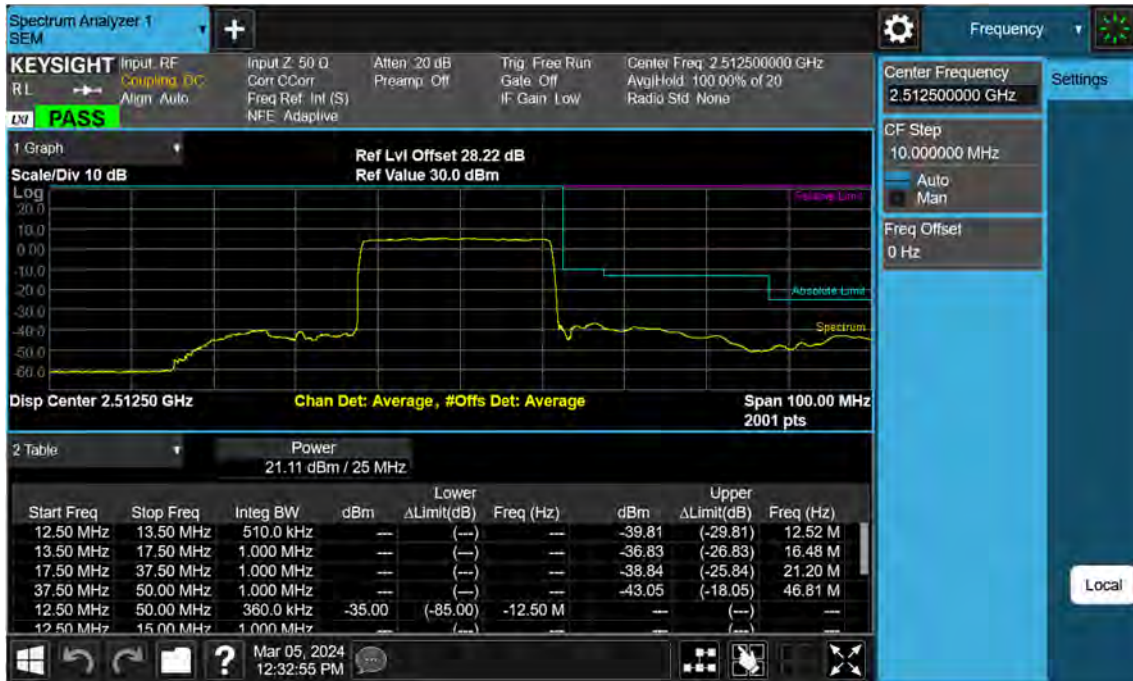 Spectrum Analyzer 1
SEM
+
Frequency
KEYSIGHT
RL
LXI
PASS
Input: RF
Coupling: DC
Align: Auto
Input Z: 50 Ω
Corr CCorr
Freq Ref: Int (S)
NFE: Adaptive
Atten: 20 dB
Preamp: Off
Trig: Free Run
Gate: Off
IF Gain: Low
Center Freq: 2.512500000 GHz
Avg|Hold: 100.00% of 20
Radio Std: None
Center Frequency
2.512500000 GHz
Settings
CF Step
10.000000 MHz
Auto
Man
Freq Offset
0 Hz
1 Graph
Ref Lvl Offset 28.22 dB
Scale/Div 10 dB
Ref Value 30.0 dBm
Log
20.0
10.0
0.00
-10.0
-20.0
-30.0
-40.0
-50.0
-60.0
Relative Limit
Absolute Limit
Spectrum
Disp Center 2.51250 GHz
Chan Det: Average, #Offs Det: Average
Span 100.00 MHz
2001 pts
2 Table
Power
21.11 dBm / 25 MHz
Lower Upper
Start Freq Stop Freq Integ BW dBm ΔLimit(dB) Freq (Hz) dBm ΔLimit(dB) Freq (Hz)
12.50 MHz 13.50 MHz 510.0 kHz --- (---) --- -39.81 (-29.81) 12.52 M
13.50 MHz 17.50 MHz 1.000 MHz --- (---) --- -36.83 (-26.83) 16.48 M
17.50 MHz 37.50 MHz 1.000 MHz --- (---) --- -38.84 (-25.84) 21.20 M
37.50 MHz 50.00 MHz 1.000 MHz --- (---) --- -43.05 (-18.05) 46.81 M
12.50 MHz 50.00 MHz 360.0 kHz -35.00 (-85.00) -12.50 M --- (---) ---
12.50 MHz 15.00 MHz 1.000 MHz --- (---) --- --- (---) ---
Local
?
Mar 05, 2024
12:32:55 PM